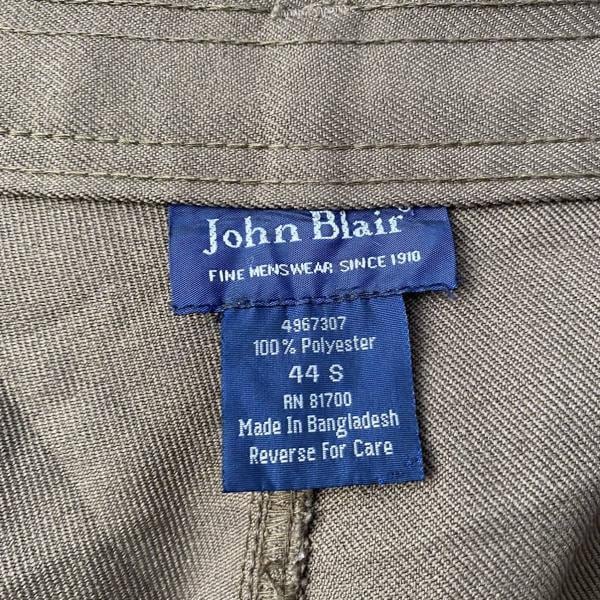 John Blair
FINE MENSWEAR SINCE 1910
4967307
100% Polyester
44 S
RN 81700
Made In Bangladesh
Reverse For Care